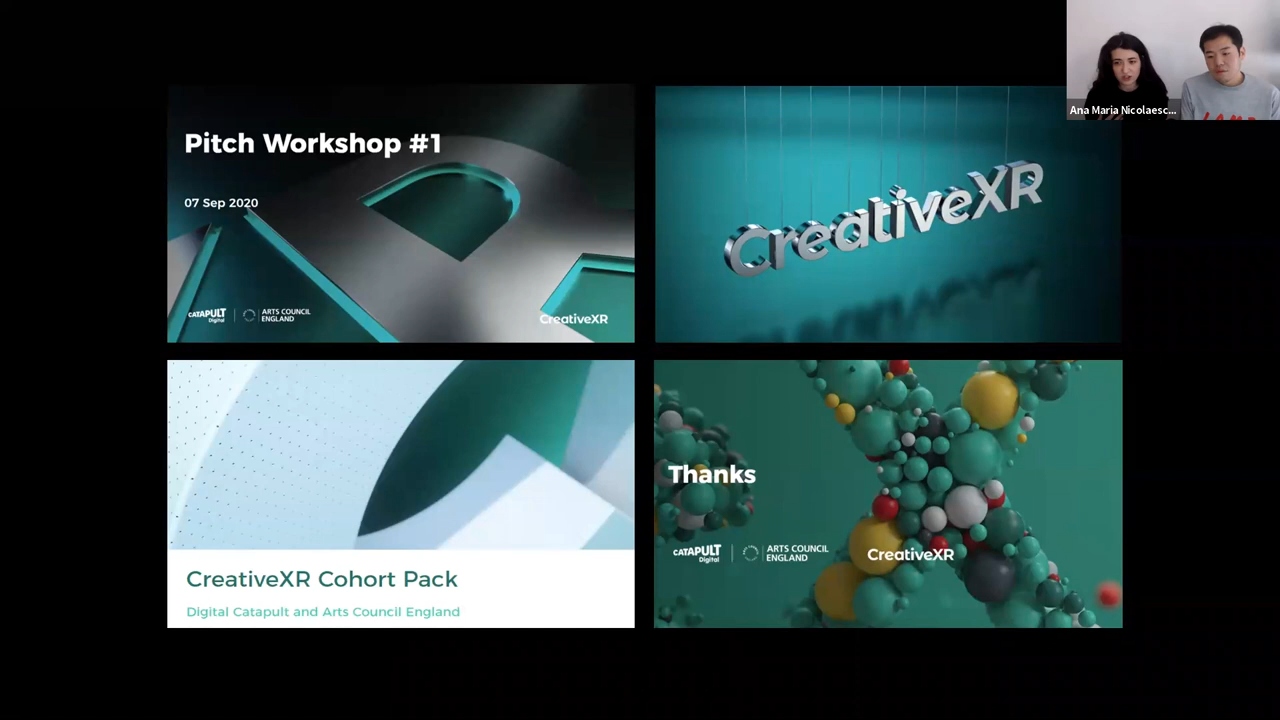 Pitch Workshop #1
07 Sep 2020
CATAPULT
Digital
ARTS COUNCIL
ENGLAND
CreativeXR
CreativeXR
Ana Maria Nicolaesc...
CreativeXR Cohort Pack
Digital Catapult and Arts Council England
Thanks
CATAPULT
Digital
ARTS COUNCIL
ENGLAND
CreativeXR